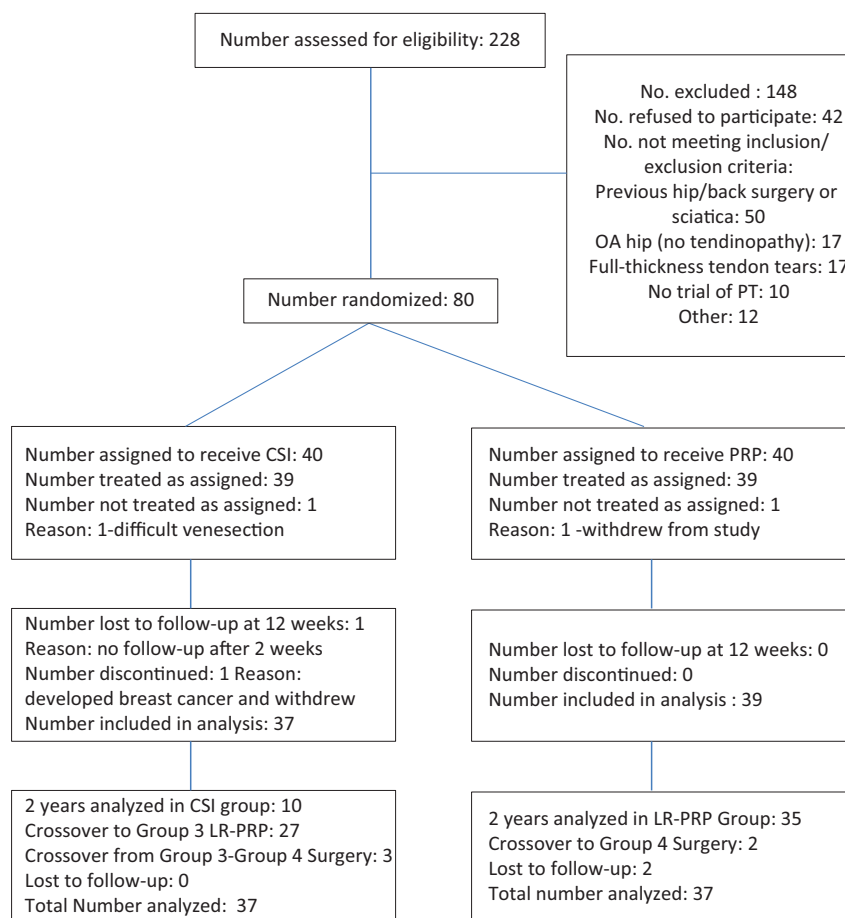 Number assessed for eligibility: 228
No. excluded : 148
No. refused to participate: 42
No. not meeting inclusion/
exclusion criteria:
Previous hip/back surgery or
sciatica: 50
OA hip (no tendinopathy): 17
Full-thickness tendon tears: 17
No trial of PT: 10
Other: 12
Number randomized: 80
Number assigned to receive CSI: 40
Number treated as assigned: 39
Number not treated as assigned: 1
Reason: 1-difficult venesection
Number assigned to receive PRP: 40
Number treated as assigned: 39
Number not treated as assigned: 1
Reason: 1 -withdrew from study
Number lost to follow-up at 12 weeks: 1
Reason: no follow-up after 2 weeks
Number discontinued: 1 Reason:
developed breast cancer and withdrew
Number included in analysis: 37
Number lost to follow-up at 12 weeks: 0
Number discontinued: 0
Number included in analysis : 39
2 years analyzed in CSI group: 10
Crossover to Group 3 LR-PRP: 27
Crossover from Group 3-Group 4 Surgery: 3
Lost to follow-up: 0
Total Number analyzed: 37
2 years analyzed in LR-PRP Group: 35
Crossover to Group 4 Surgery: 2
Lost to follow-up: 2
Total number analyzed: 37